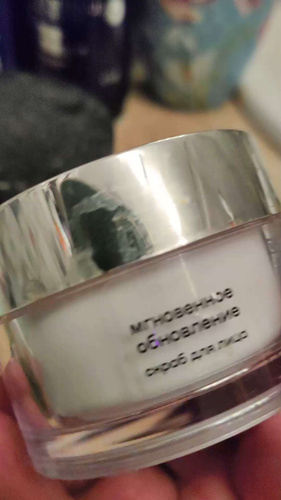 мгновенное
обновление
скраб для лица